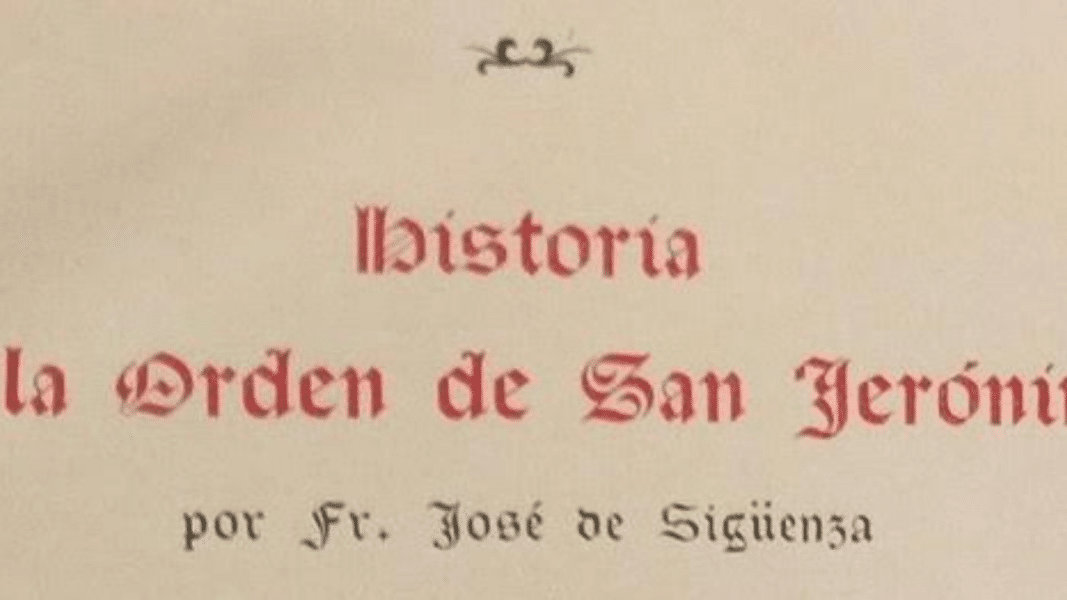 Historia
la Orden de San Jeróni
por Fr. José de Sigüenza